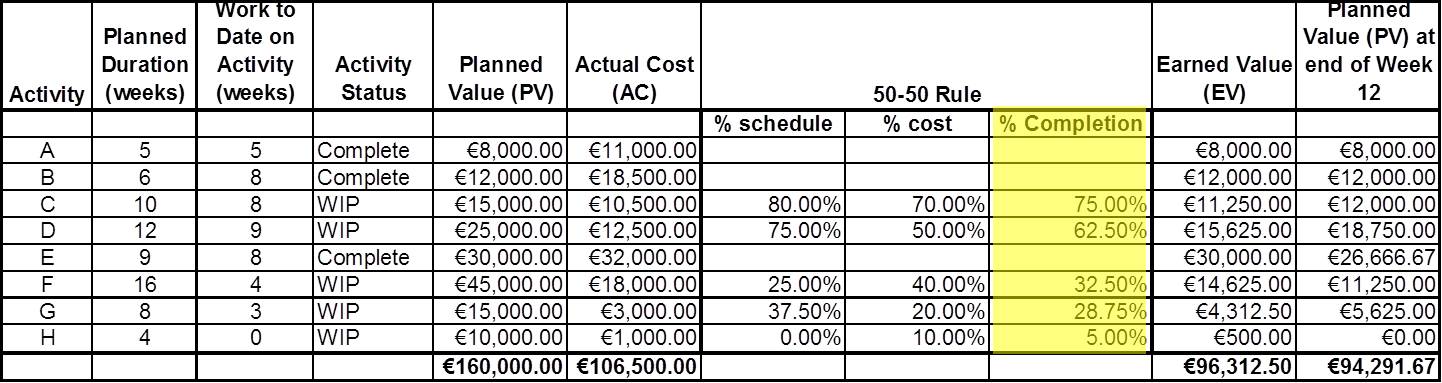 Activity Planned Duration (weeks) Work to Date on Activity (weeks) Activity Status Planned Value (PV) Actual Cost (AC) 50-50 Rule Earned Value (EV) Planned Value (PV) at end of Week 12
% schedule % cost % Completion
A 5 5 Complete €8,000.00 €11,000.00 €8,000.00 €8,000.00
B 6 8 Complete €12,000.00 €18,500.00 €12,000.00 €12,000.00
C 10 8 WIP €15,000.00 €10,500.00 80.00% 70.00% 75.00% €11,250.00 €12,000.00
D 12 9 WIP €25,000.00 €12,500.00 75.00% 50.00% 62.50% €15,625.00 €18,750.00
E 9 8 Complete €30,000.00 €32,000.00 €30,000.00 €26,666.67
F 16 4 WIP €45,000.00 €18,000.00 25.00% 40.00% 32.50% €14,625.00 €11,250.00
G 8 3 WIP €15,000.00 €3,000.00 37.50% 20.00% 28.75% €4,312.50 €5,625.00
H 4 0 WIP €10,000.00 €1,000.00 0.00% 10.00% 5.00% €500.00 €0.00
€160,000.00 €106,500.00 €96,312.50 €94,291.67